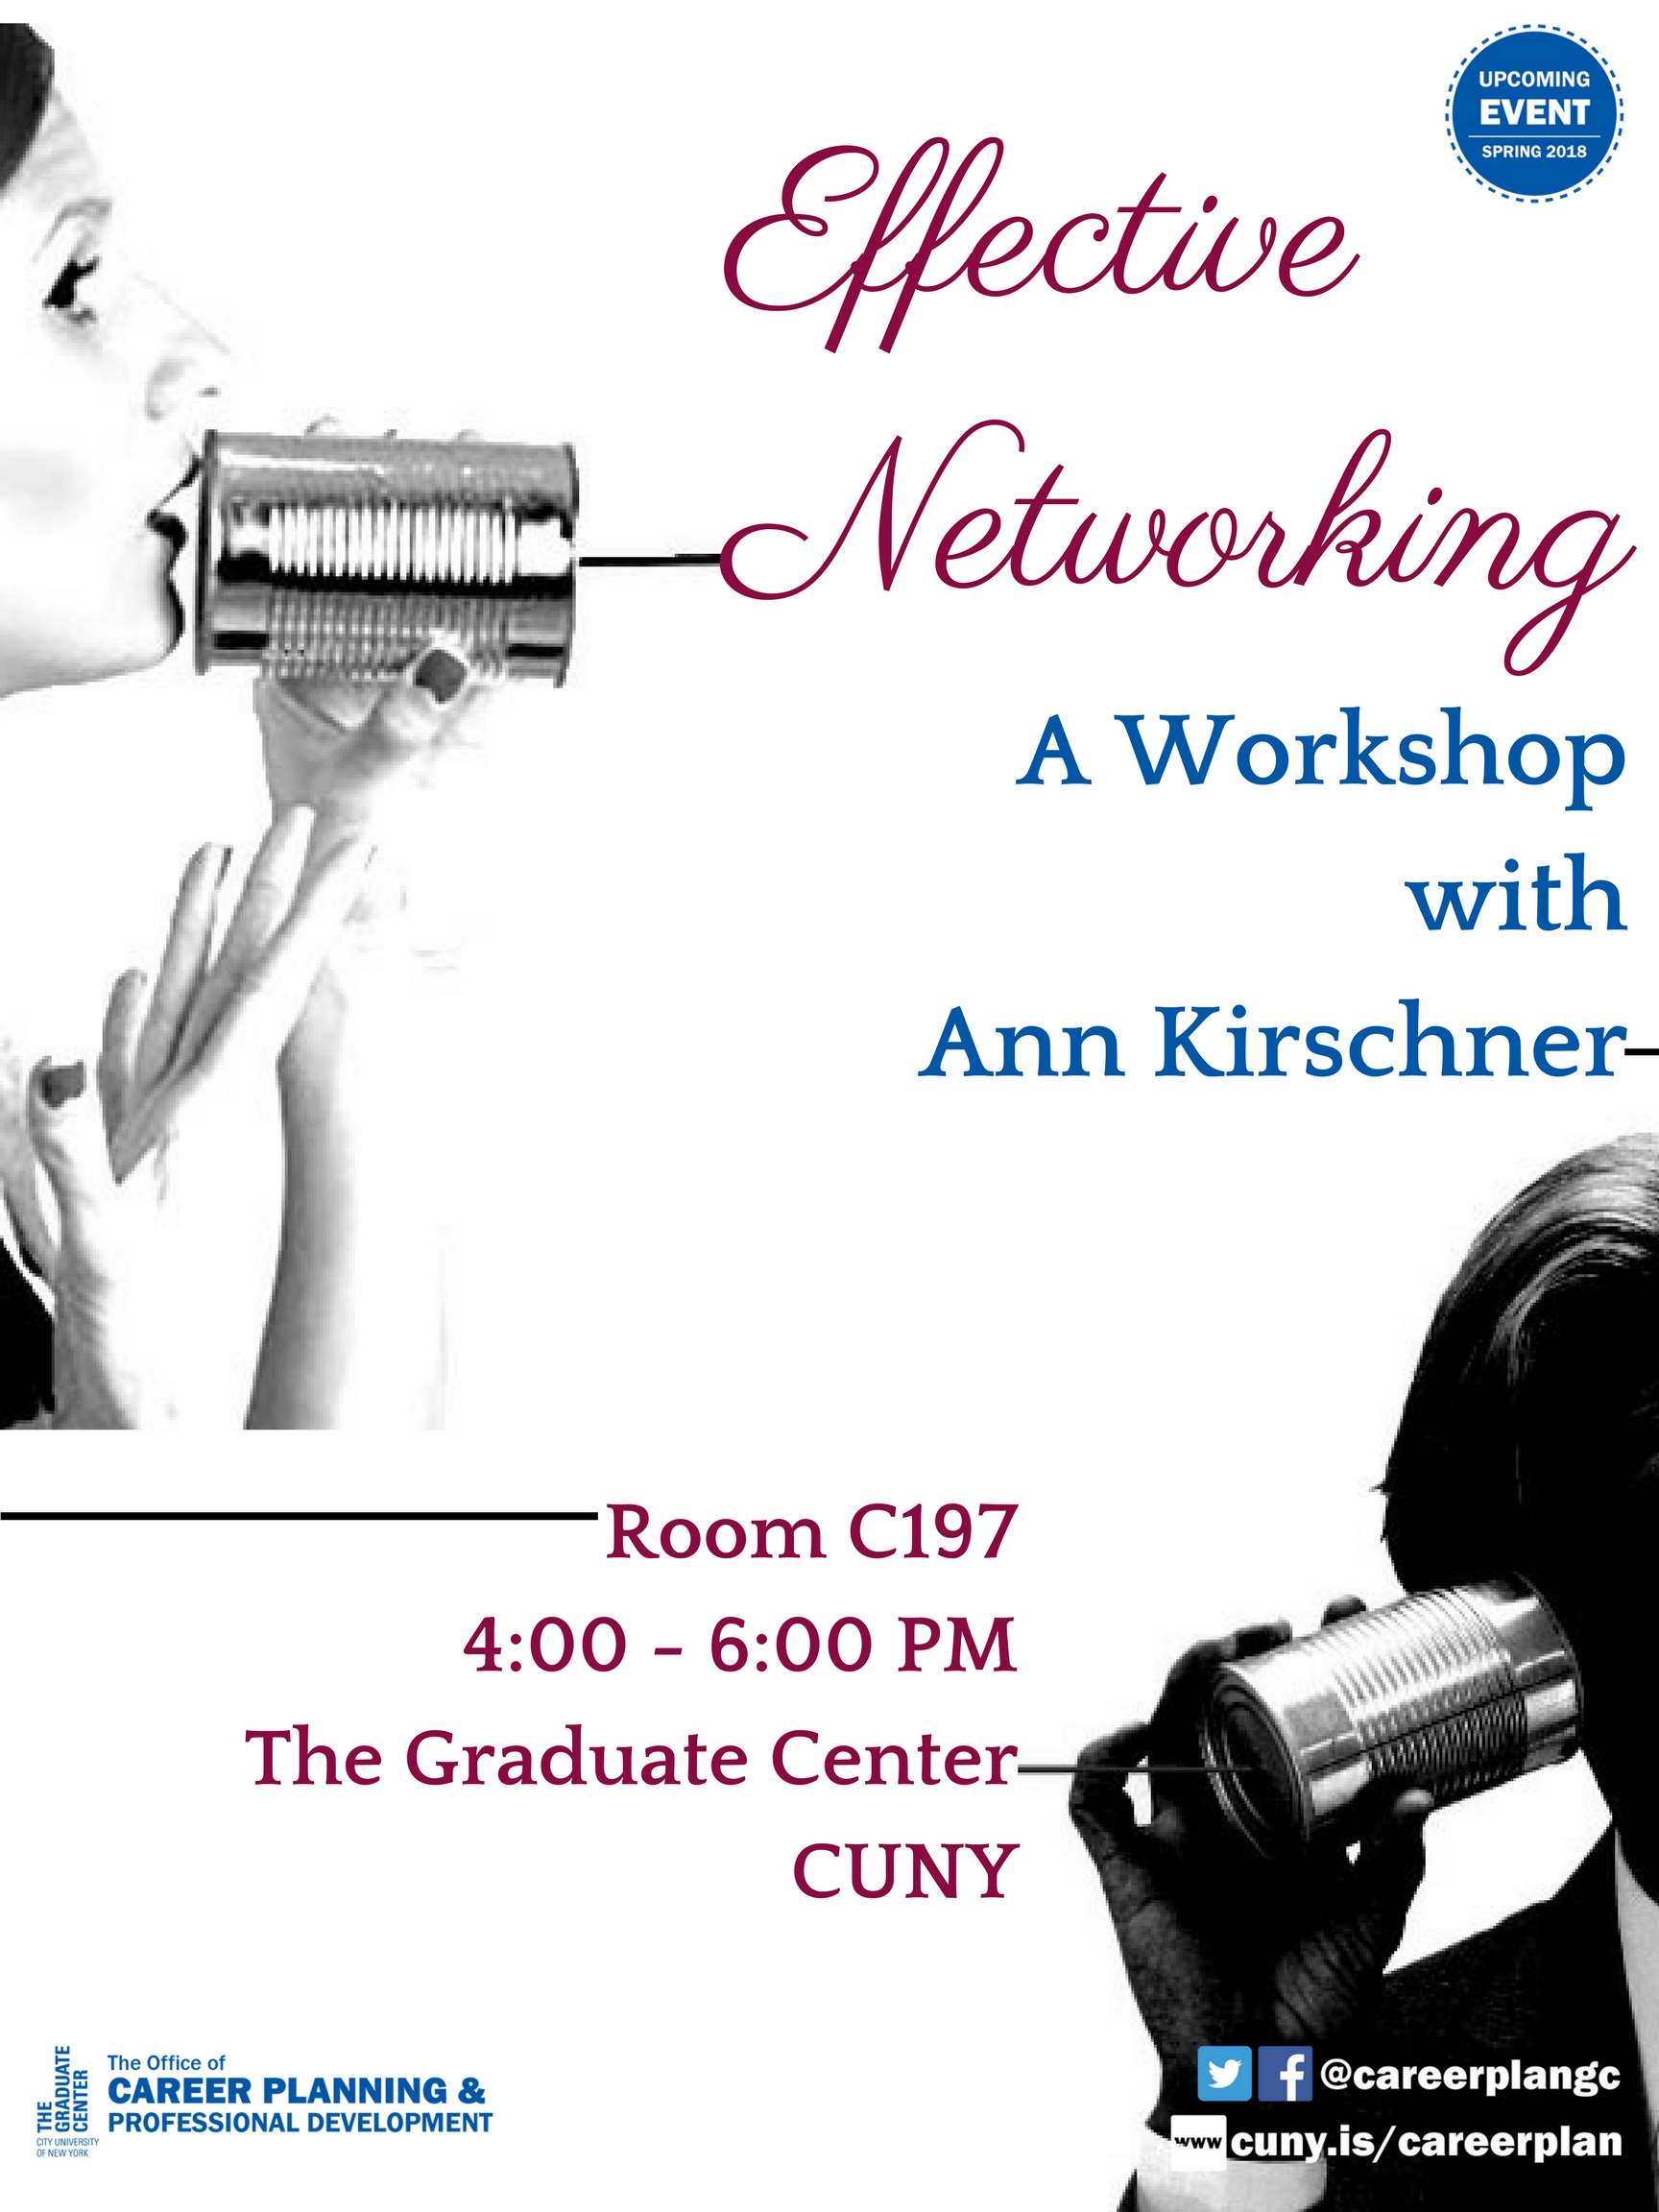 UPCOMING
EVENT
SPRING 2018
Effective
Networking
A Workshop
with
Ann Kirschner
Room C197
4:00 - 6:00 PM
The Graduate Center
CUNY
THE
GRADUATE
CENTER
CITY UNIVERSITY
OF NEW YORK
The Office of
CAREER PLANNING &
PROFESSIONAL DEVELOPMENT
@careerplangc
www cuny.is/careerplan